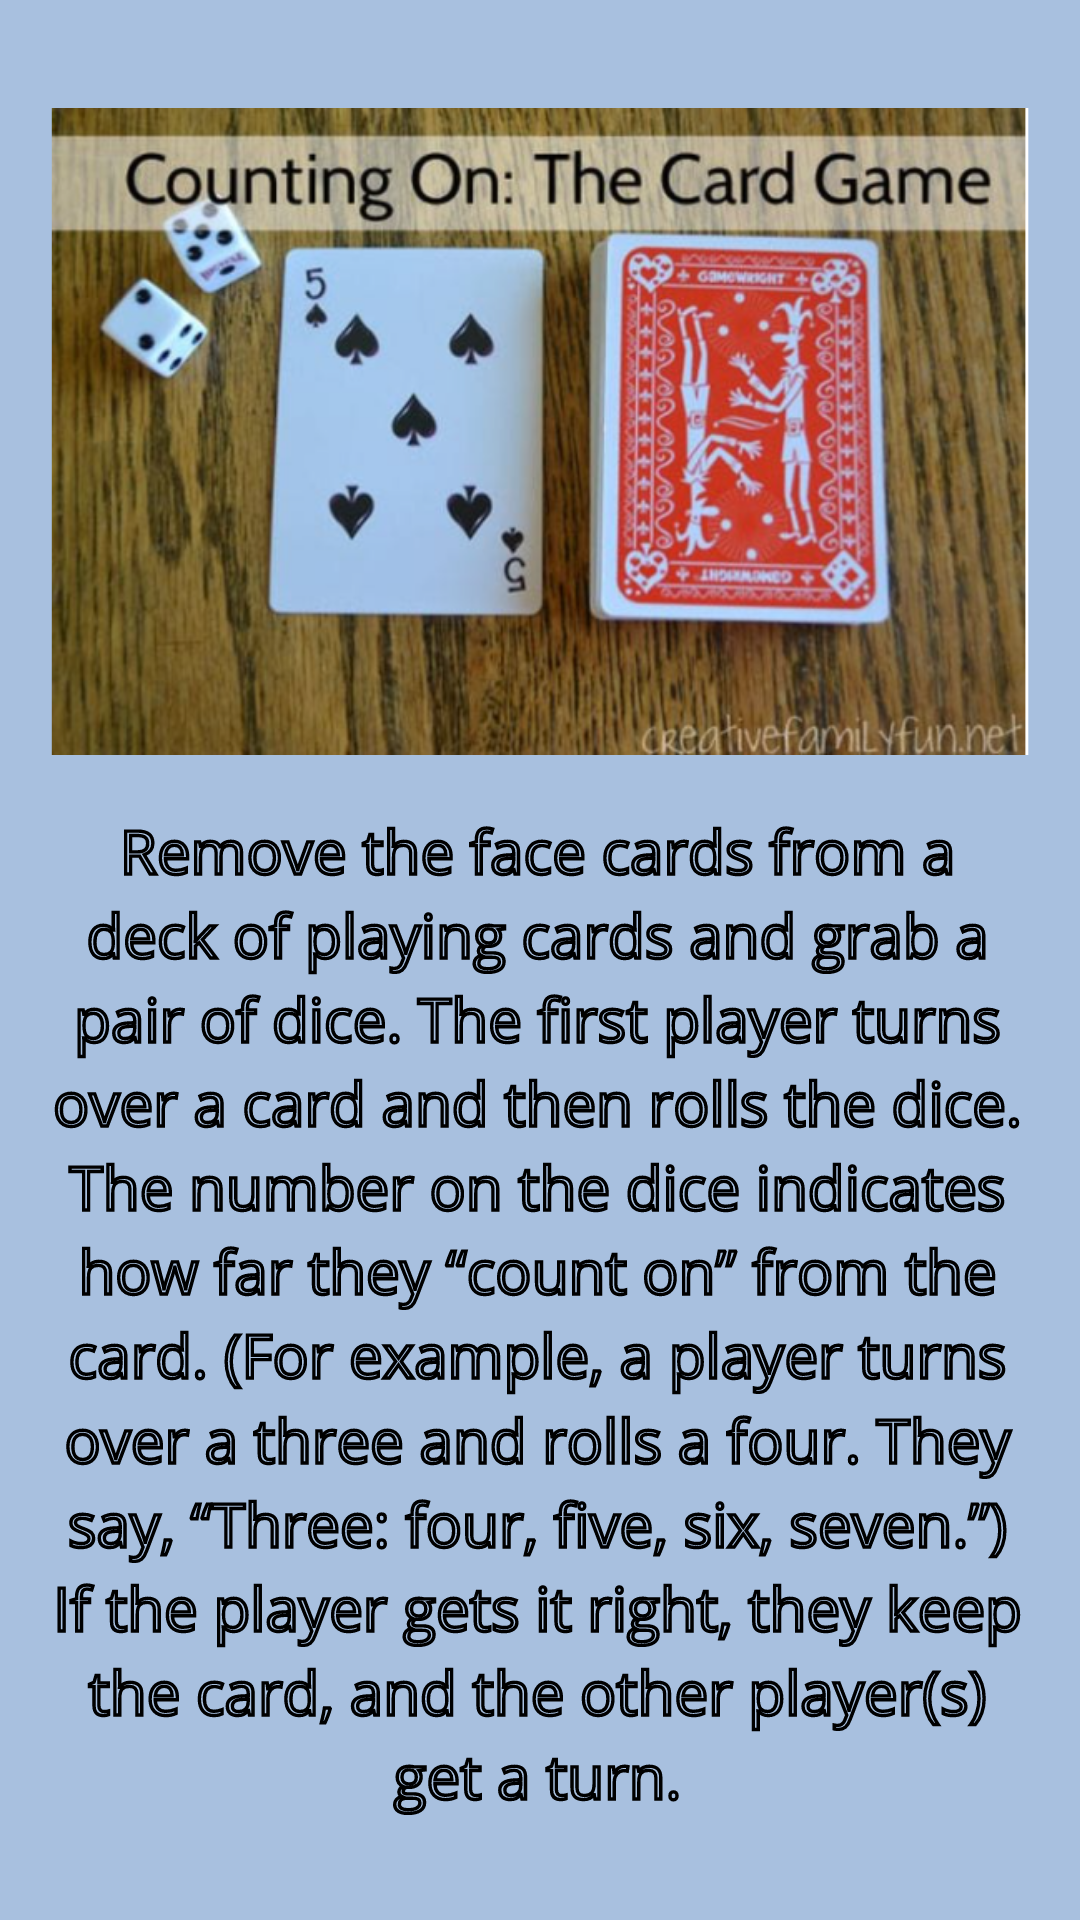 Counting On: The Card Game
5
5
GAMEWRIGHT
GAMEWRIGHT
creativefamilyfun.net
Remove the face cards from a
deck of playing cards and grab a
pair of dice. The first player turns
over a card and then rolls the dice.
The number on the dice indicates
how far they “count on” from the
card. (For example, a player turns
over a three and rolls a four. They
say, “Three: four, five, six, seven.”)
If the player gets it right, they keep
the card, and the other player(s)
get a turn.